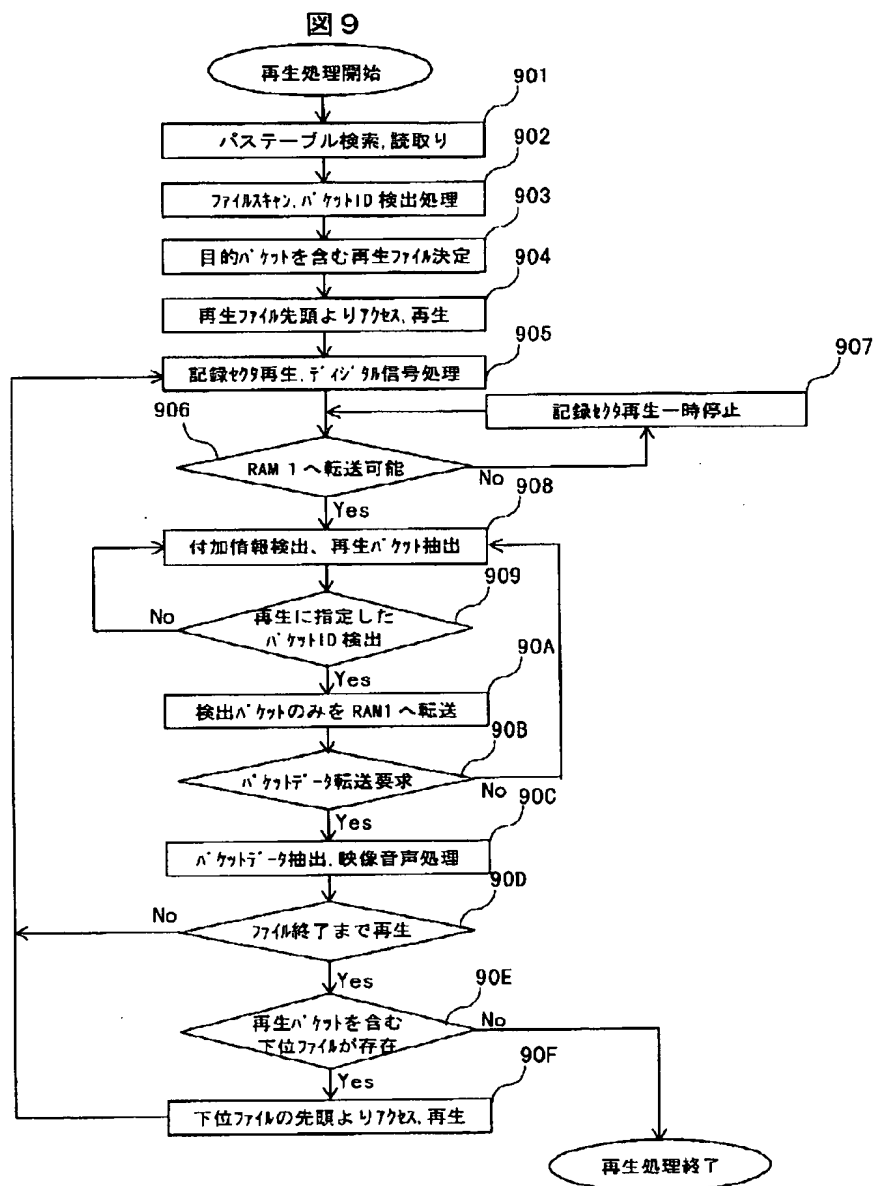 図9
再生処理開始
901
パステーブル検索,読取り
902
ファイルスキャン,パケットID検出処理
903
目的パケットを含む再生ファイル決定
904
再生ファイル先頭よりアクセス,再生
905
記録セクタ再生,ディジタル信号処理
907
記録セクタ再生一時停止
906
RAM 1へ転送可能
No
Yes
908
付加情報検出、再生パケット抽出
909
再生に指定した
パケットID検出
No
Yes
90A
検出パケットのみをRAM1へ転送
90B
パケットデータ転送要求
No
Yes
90C
パケットデータ抽出,映像音声処理
90D
ファイル終了まで再生
No
Yes
90E
再生パケットを含む
下位ファイルが存在
No
Yes
90F
下位ファイルの先頭よりアクセス,再生
再生処理終了